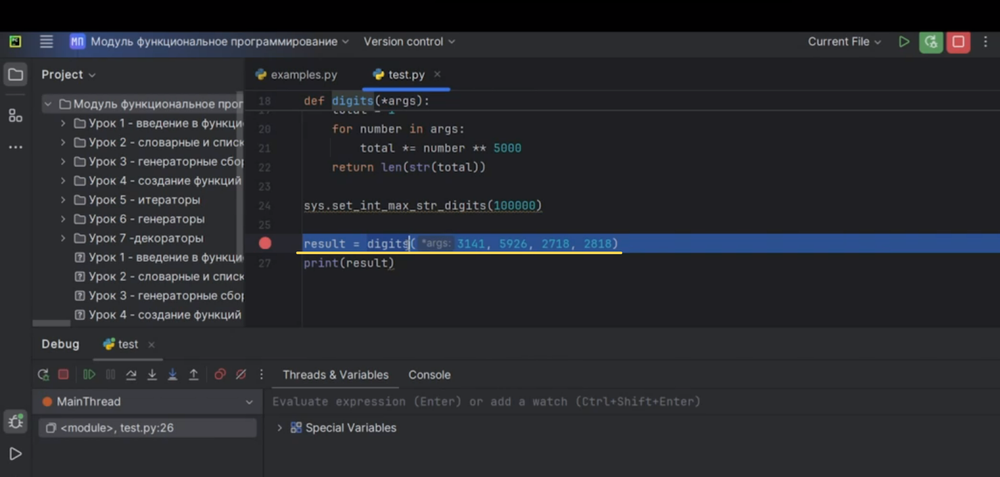 МП Модуль функциональное программирование Version control Current File
Project examples.py test.py
Модуль функциональное прог
Урок 1 - введение в функци
Урок 2 - словарные и списк
Урок 3 - генераторные сбор
Урок 4 - создание функций
Урок 5 - итераторы
Урок 6 - генераторы
Урок 7 -декораторы
Урок 1 - введение в функци
Урок 2 - словарные и списк
Урок 3 - генераторные сбор
Урок 4 - создание функций
18 def digits(*args):
total = 1
20 for number in args:
21 total *= number ** 5000
22 return len(str(total))
23
24 sys.set_int_max_str_digits(100000)
25
result = digits( *args: 3141, 5926, 2718, 2818)
27 print(result)
Debug test
Threads & Variables Console
MainThread
<module>, test.py:26
Evaluate expression (Enter) or add a watch (Ctrl+Shift+Enter)
Special Variables